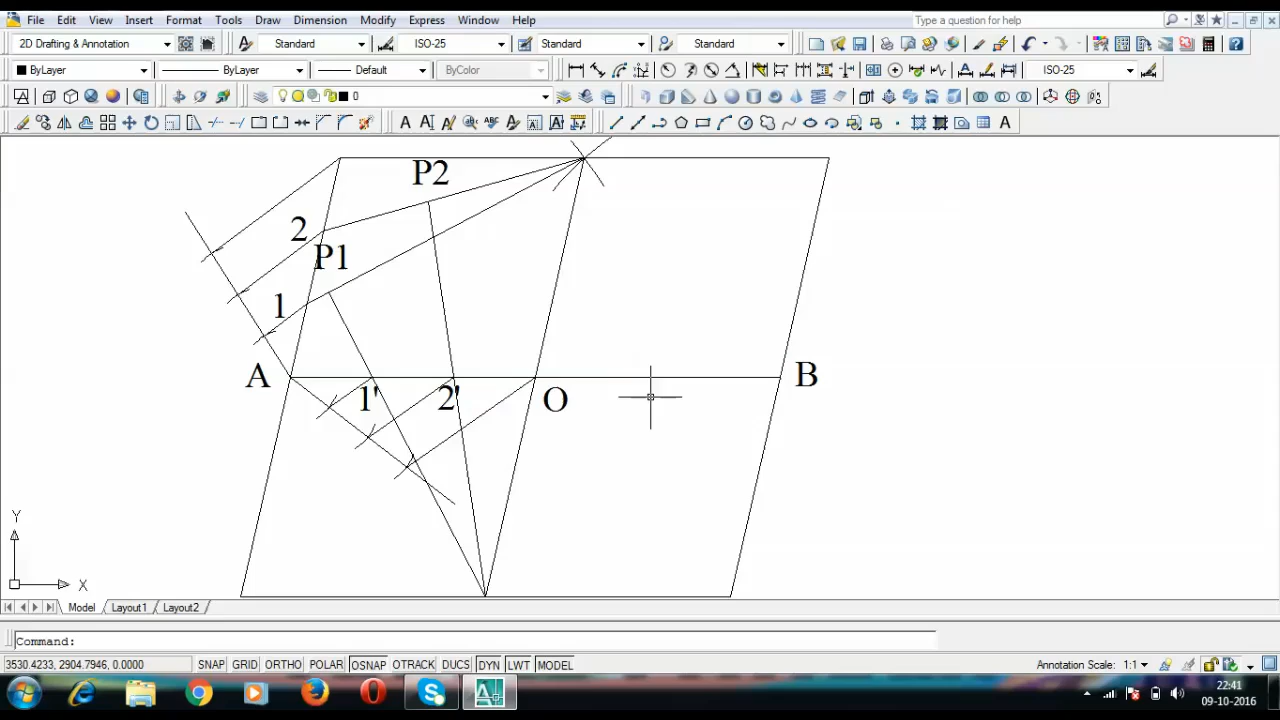 File Edit View Insert Format Tools Draw Dimension Modify Express Window Help Type a question for help
2D Drafting & Annotation Standard ISO-25 Standard Standard
ByLayer ByLayer Default ByColor ISO-25
0
P2
2
P1
1
A B
1' 2' O
Y
X
Model Layout1 Layout2
Command:
3530.4233, 2904.7946, 0.0000 SNAP GRID ORTHO POLAR OSNAP OTRACK DUCS DYN LWT MODEL Annotation Scale: 1:1
22:41
09-10-2016